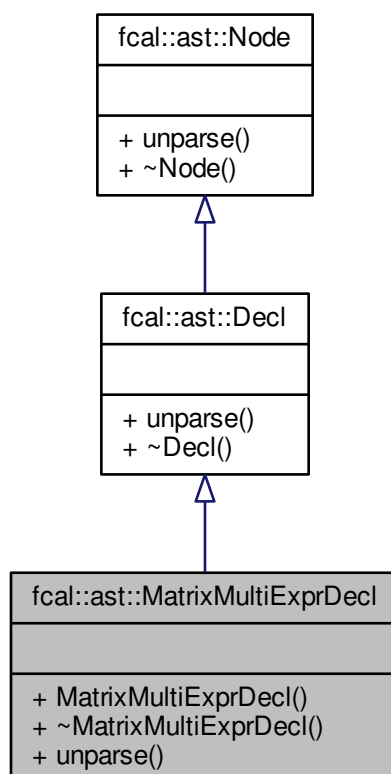 fcal::ast::Node
+ unparse()
+ ~Node()
fcal::ast::Decl
+ unparse()
+ ~Decl()
fcal::ast::MatrixMultiExprDecl
+ MatrixMultiExprDecl()
+ ~MatrixMultiExprDecl()
+ unparse()